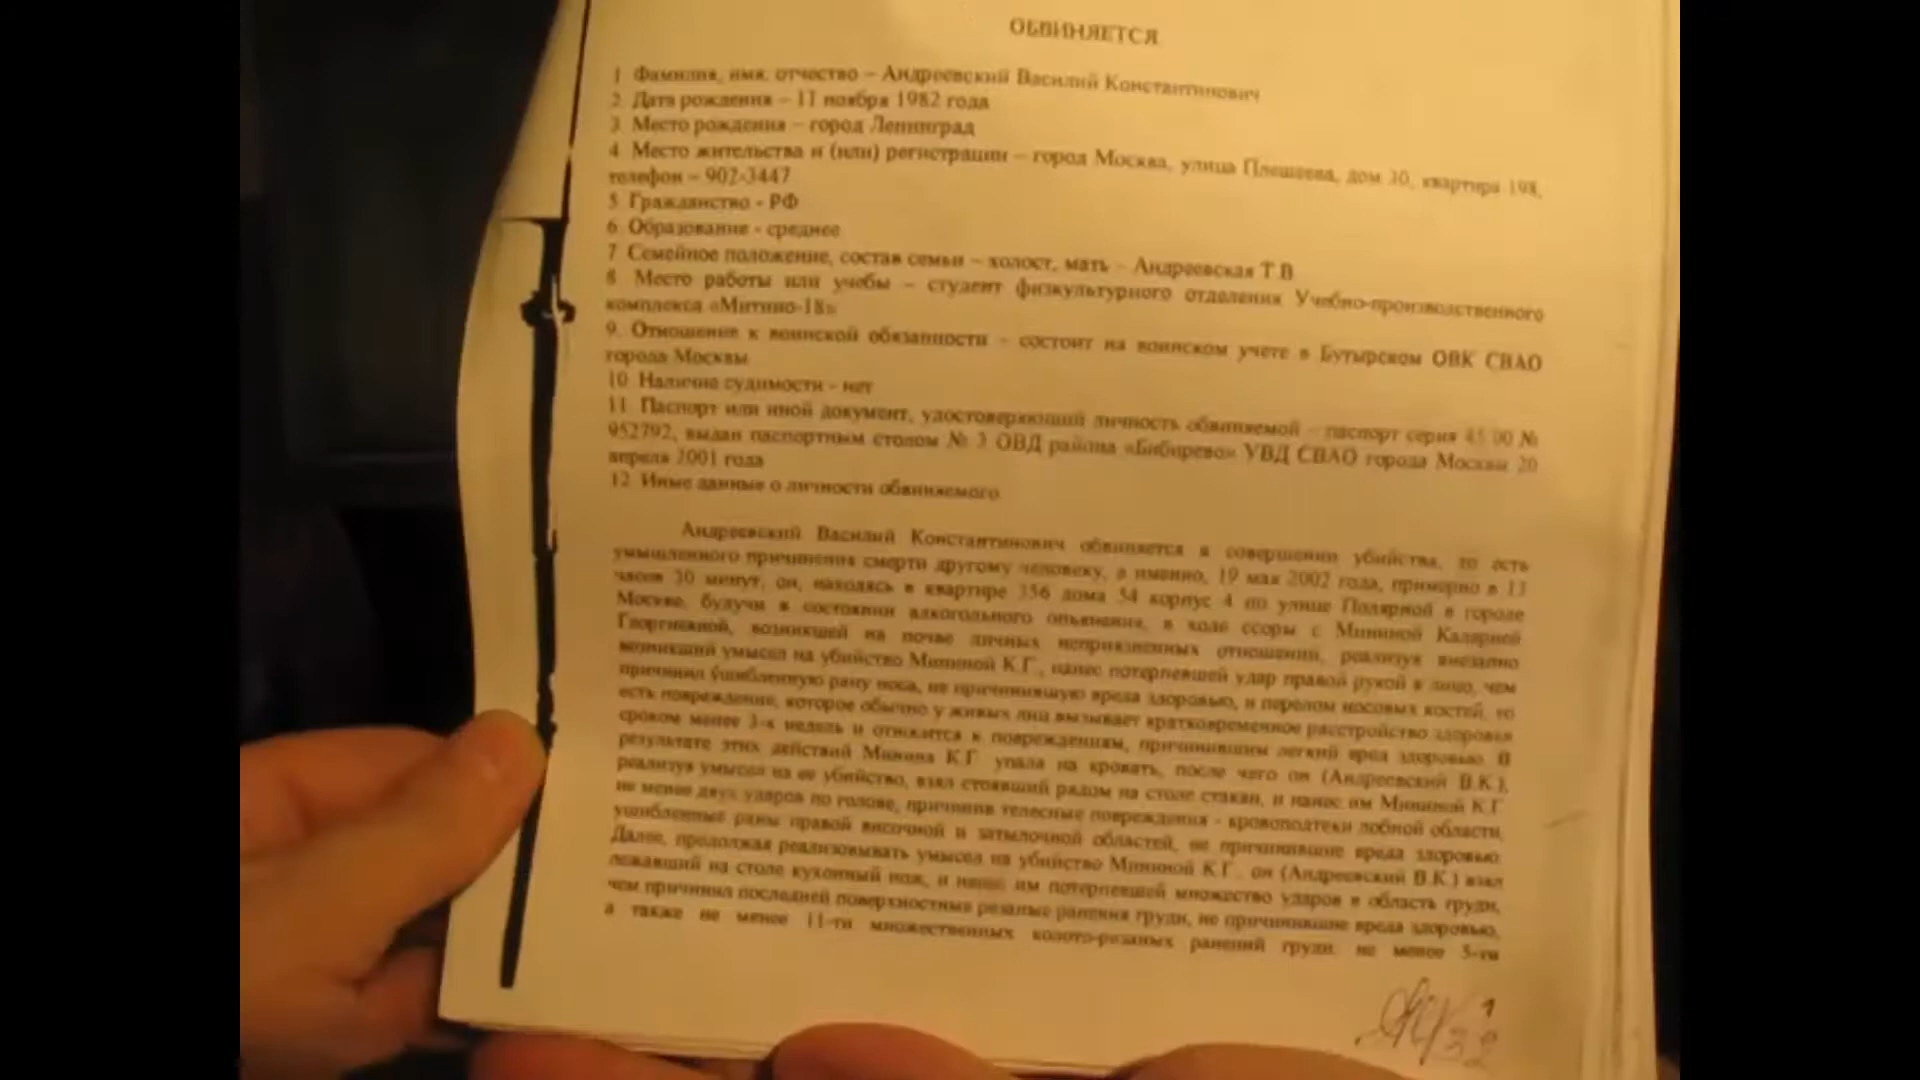 ОБВИНЯЕТСЯ
1 Фамилия, имя, отчество – Андреевский Василий Константинович
2 Дата рождения – 11 ноября 1982 года
3 Место рождения – город Ленинград
4 Место жительства и (или) регистрации – город Москва, улица Плещеева, дом 30, квартира 198,
телефон – 902-3447
5 Гражданство - РФ
6 Образование - среднее
7 Семейное положение, состав семьи – холост, мать – Андреевская Т.В
8 Место работы или учебы – студент физкультурного отделения Учебно-производственного
комплекса «Митино-18»
9. Отношение к воинской обязанности – состоит на воинском учете в Бутырском ОВК СВАО
города Москвы
10 Наличие судимости - нет
11 Паспорт или иной документ, удостоверяющий личность обвиняемой – паспорт серия 45 00 №
952792, выдан паспортным столом № 3 ОВД района «Бибирево» УВД СВАО города Москвы 20
апреля 2001 года
12 Иные данные о личности обвиняемого
Андреевский Василий Константинович обвиняется в совершении убийства, то есть
умышленного причинения смерти другому человеку, а именно, 19 мая 2002 года, примерно в 13
часов 30 минут, он, находясь в квартире 356 дома 54 корпус 4 по улице Полярной в городе
Москве, будучи в состоянии алкогольного опьянения, в ходе ссоры с Мининой Калерией
Георгиевной, возникшей на почве личных неприязненных отношений, реализуя внезапно
возникший умысел на убийство Мининой К.Г., нанес потерпевшей удар правой рукой в лицо, чем
причинил ушибленную рану носа, не причинившую вреда здоровью, и перелом носовых костей, то
есть повреждение, которое обычно у живых лиц вызывает кратковременное расстройство здоровья
сроком менее 3-х недель и относится к повреждениям, причинившим легкий вред здоровью. В
результате этих действий Минина К.Г. упала на кровать, после чего он (Андреевский В.К.),
реализуя умысел на ее убийство, взял стоявший рядом на столе стакан, и нанес им Мининой К.Г.
не менее двух ударов по голове, причинив телесные повреждения - кровоподтеки лобной области,
ушибленные раны правой височной и затылочной областей, не причинившие вреда здоровью.
Далее, продолжая реализовывать умысел на убийство Мининой К.Г., он (Андреевский В.К.) взял
лежавший на столе кухонный нож, и нанес им потерпевшей множество ударов в область груди,
чем причинил последней поверхностные резаные ранения груди, не причинившие вреда здоровью,
а также не менее 11-ти множественных колото-резаных ранений груди, не менее 5-ти
1